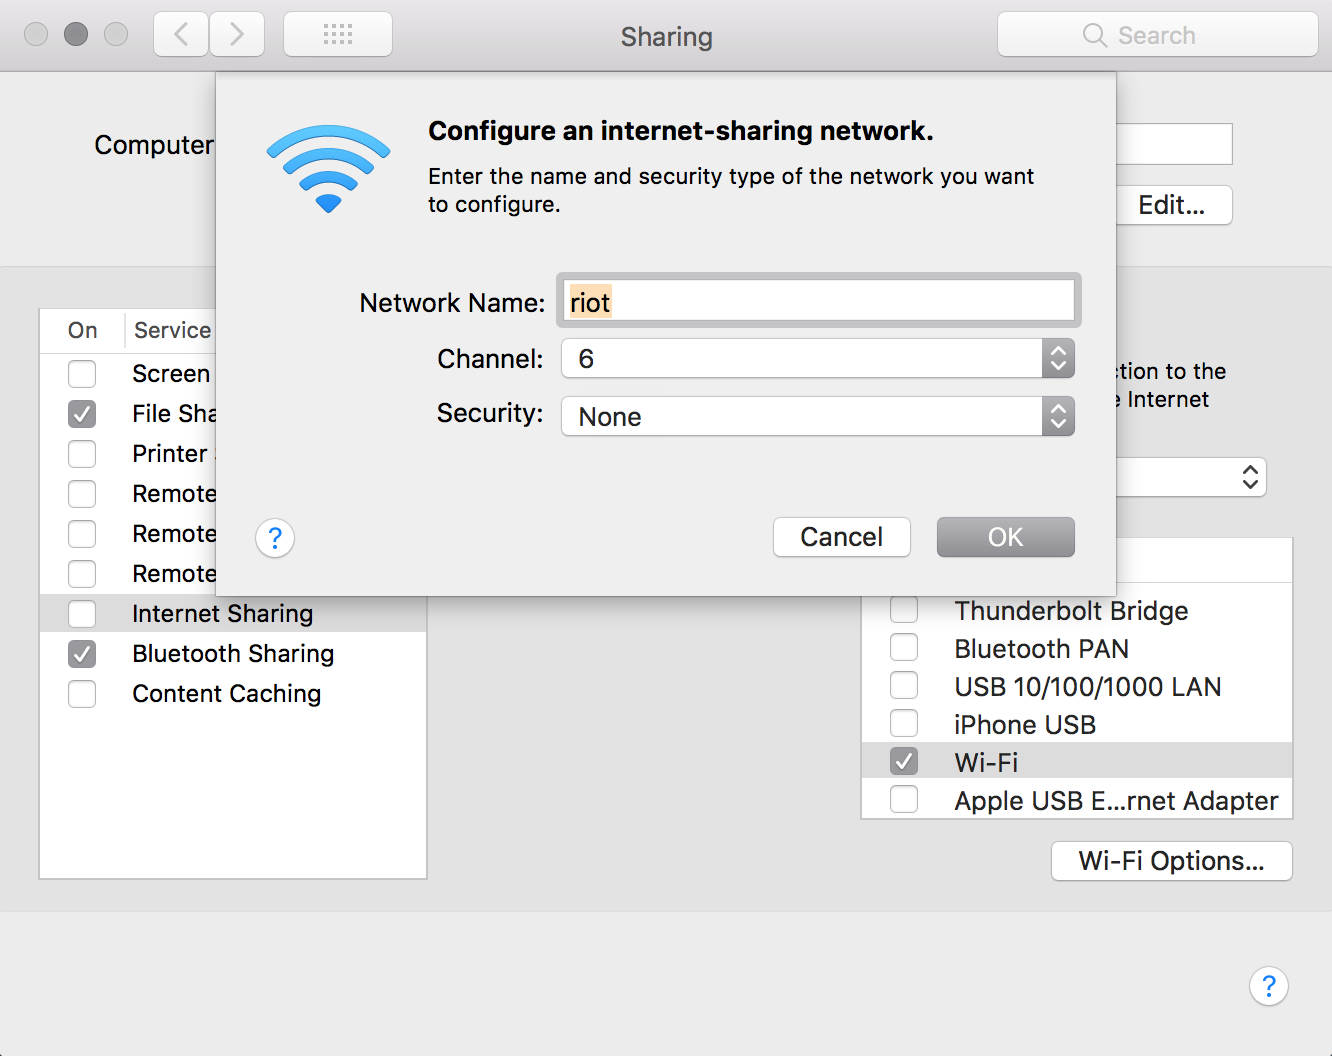 Sharing
Search
Computer
Edit...
Configure an internet-sharing network.
Enter the name and security type of the network you want
to configure.
Network Name: riot
Channel: 6
Security: None
?
Cancel
OK
On Service
Screen
File Sha
Printer
Remote
Remote
Remote
Internet Sharing
Bluetooth Sharing
Content Caching
ction to the
e Internet
Thunderbolt Bridge
Bluetooth PAN
USB 10/100/1000 LAN
iPhone USB
Wi-Fi
Apple USB E...rnet Adapter
Wi-Fi Options...
?